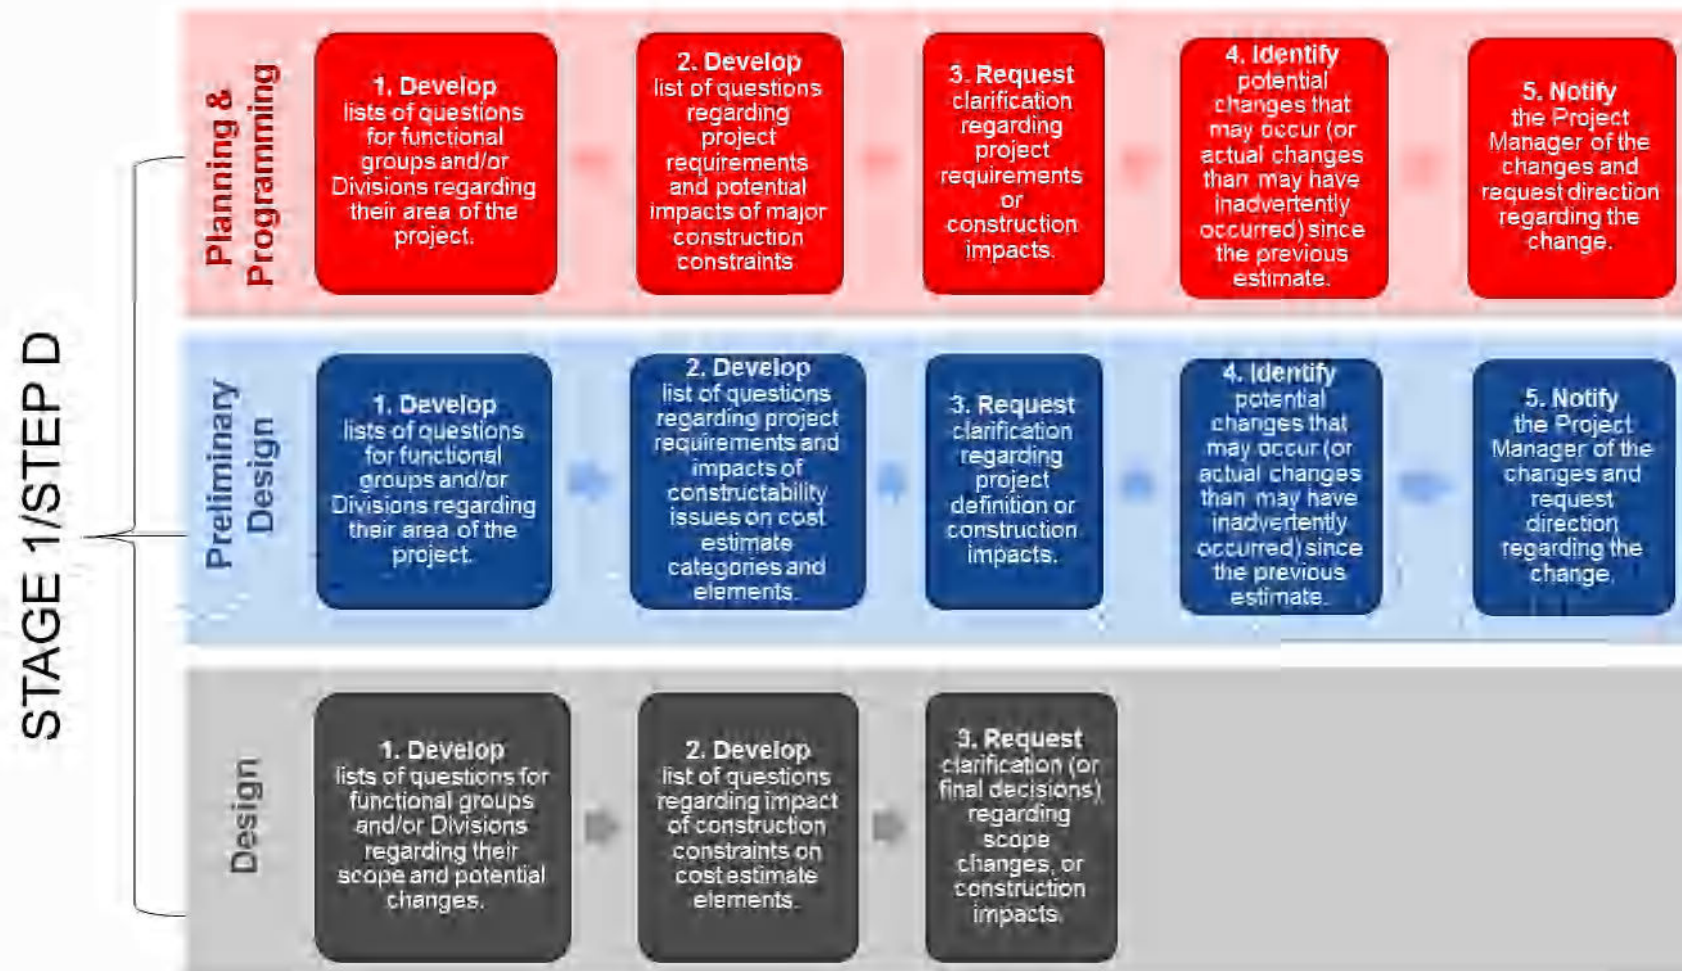 STAGE 1/STEP D
Planning &
Programming
1. Develop
lists of questions
for functional
groups and/or
Divisions regarding
their area of the
project.
2. Develop
list of questions
regarding
project
requirements
and potential
impacts of major
construction
constraints
3. Request
clarification
regarding
project
requirements
or
construction
impacts.
4. Identify
potential
changes that
may occur (or
actual changes
than may have
inadvertently
occurred) since
the previous
estimate.
5. Notify
the Project
Manager of the
changes and
request direction
regarding the
change.
Preliminary
Design
1. Develop
lists of questions
for functional
groups and/or
Divisions regarding
their area of the
project.
2. Develop
list of questions
regarding project
requirements and
impacts of
constructability
issues on cost
estimate
categories and
elements.
3. Request
clarification
regarding
project
definition or
construction
impacts.
4. Identify
potential
changes that
may occur (or
actual changes
than may have
inadvertently
occurred) since
the previous
estimate.
5. Notify
the Project
Manager of the
changes and
request
direction
regarding the
change.
Design
1. Develop
lists of questions for
functional groups
and/or Divisions
regarding their
scope and potential
changes.
2. Develop
list of questions
regarding impact
of construction
constraints on
cost estimate
elements.
3. Request
clarification (or
final decisions)
regarding
scope
changes, or
construction
impacts.